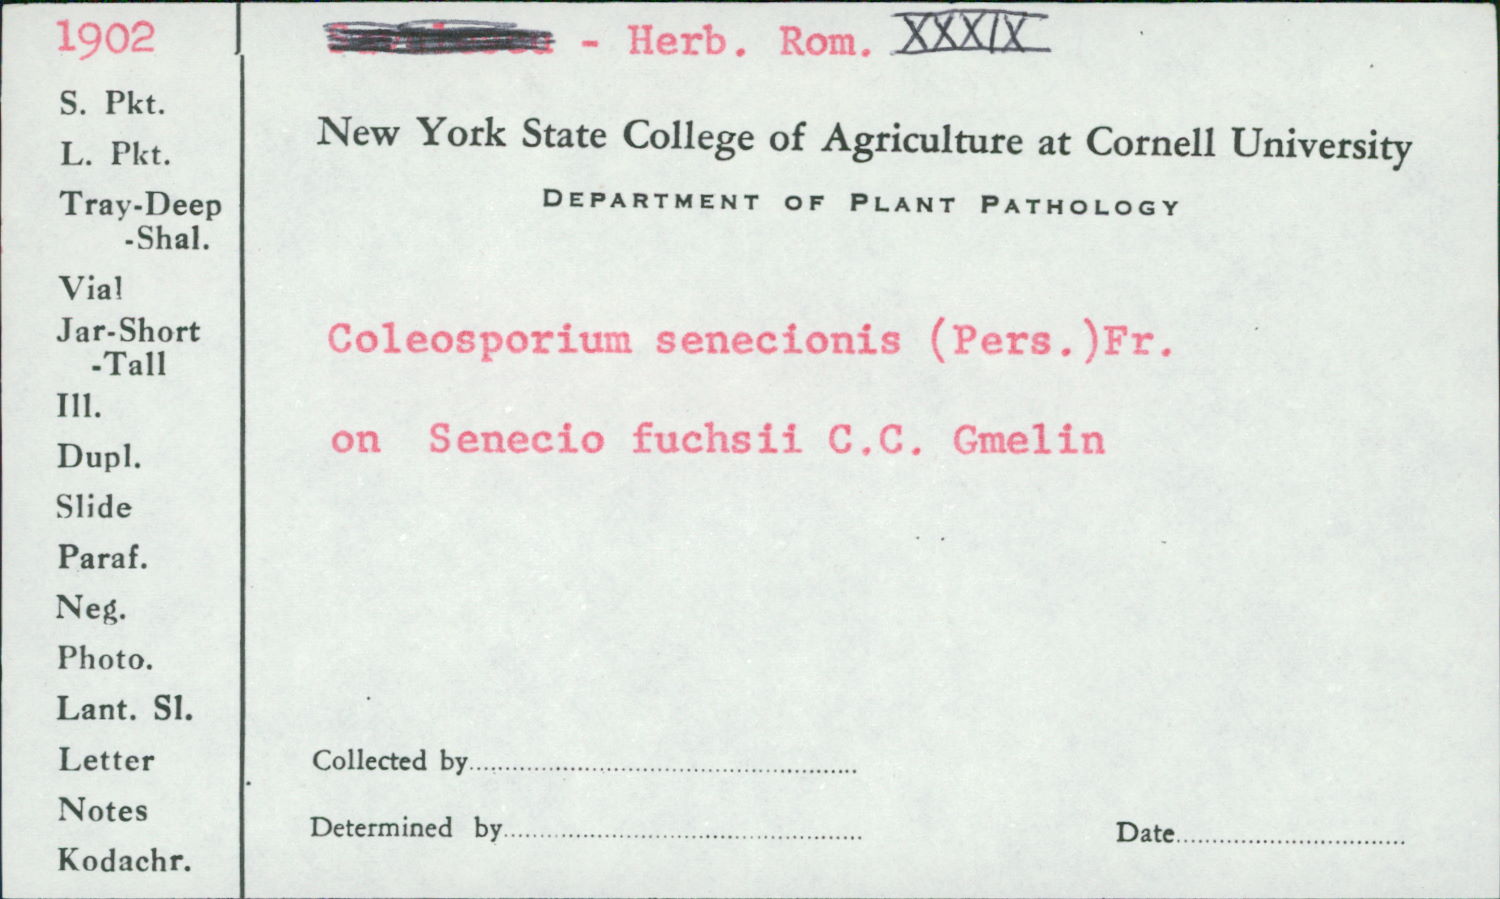 1902
- Herb. Rom. XXXIX
S. Pkt.
L. Pkt.
Tray-Deep
-Shal.
Vial
Jar-Short
-Tall
Ill.
Dupl.
Slide
Paraf.
Neg.
Photo.
Lant. Sl.
Letter
Notes
Kodachr.
New York State College of Agriculture at Cornell University
DEPARTMENT OF PLANT PATHOLOGY
Coleosporium senecionis (Pers.)Fr.
on Senecio fuchsii C.C. Gmelin
Collected by
Determined by
Date